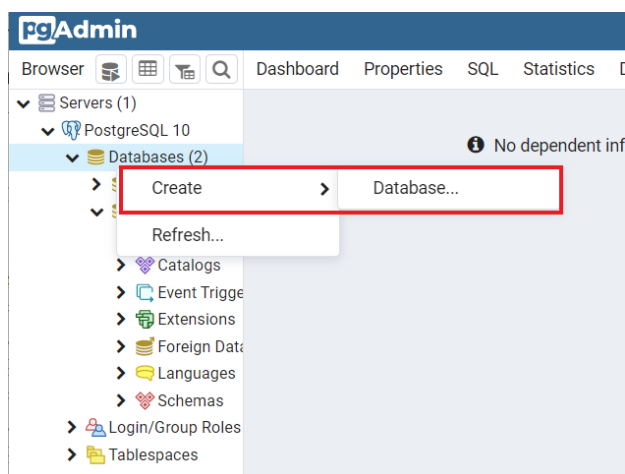 pgAdmin
Browser Dashboard Properties SQL Statistics D
Servers (1)
PostgreSQL 10
No dependent inf
Databases (2)
Create Database...
Refresh...
Catalogs
Event Trigge
Extensions
Foreign Data
Languages
Schemas
Login/Group Roles
Tablespaces